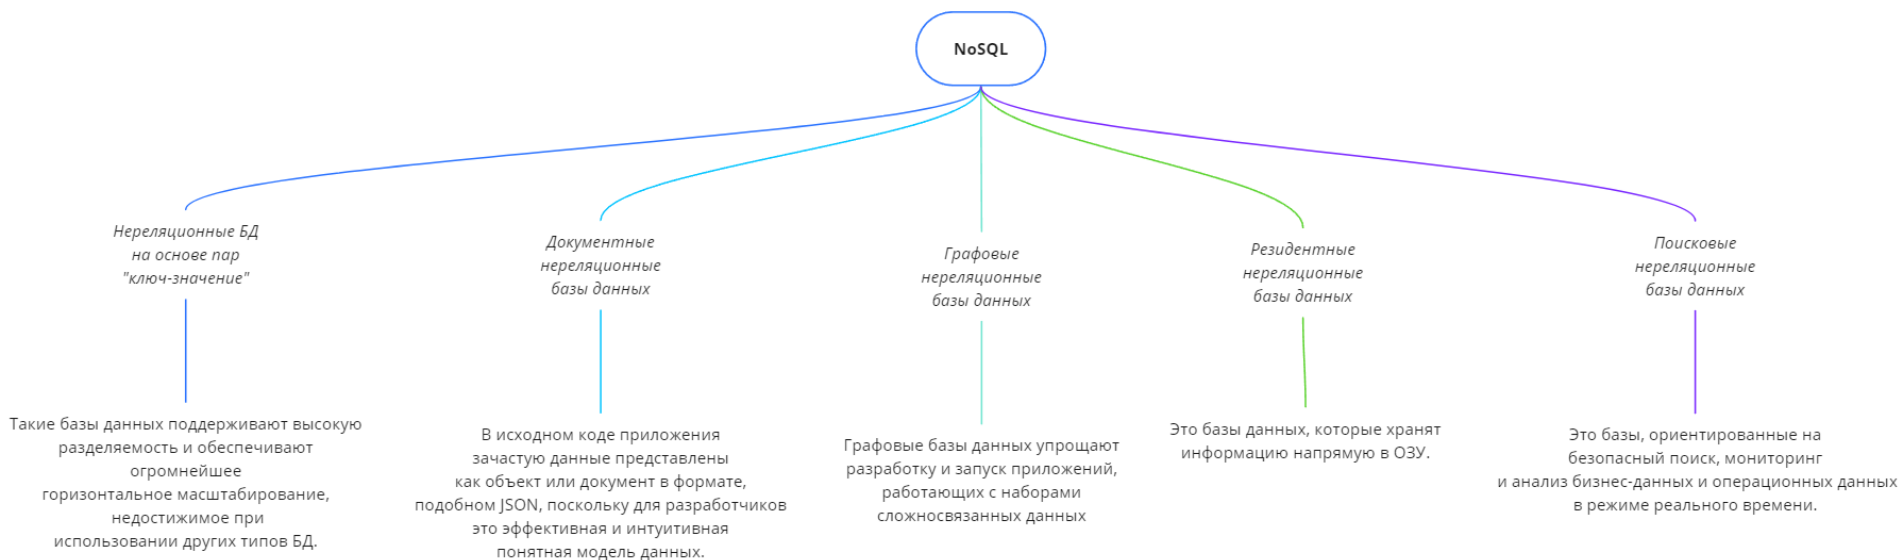 NoSQL
Нереляционные БД
на основе пар
"ключ-значение"
Такие базы данных поддерживают высокую
разделяемость и обеспечивают
огромнейшее
горизонтальное масштабирование,
недостижимое при
использовании других типов БД.
Документные
нереляционные
базы данных
В исходном коде приложения
зачастую данные представлены
как объект или документ в формате,
подобном JSON, поскольку для разработчиков
это эффективная и интуитивная
понятная модель данных.
Графовые
нереляционные
базы данных
Графовые базы данных упрощают
разработку и запуск приложений,
работающих с наборами
сложносвязанных данных
Резидентные
нереляционные
базы данных
Это базы данных, которые хранят
информацию напрямую в ОЗУ.
Поисковые
нереляционные
базы данных
Это базы, ориентированные на
безопасный поиск, мониторинг
и анализ бизнес-данных и операционных данных
в режиме реального времени.